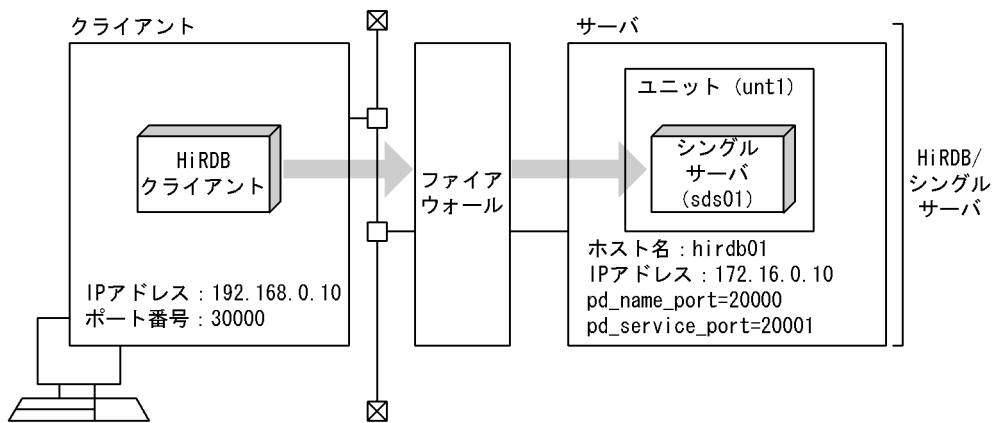 クライアント
HiRDB
クライアント
IPアドレス：192.168.0.10
ポート番号：30000
ファイア
ウォール
サーバ
ユニット（unt1）
シングル
サーバ
(sds01)
ホスト名：hirdb01
IPアドレス：172.16.0.10
pd_name_port=20000
pd_service_port=20001
HiRDB/
シングル
サーバ